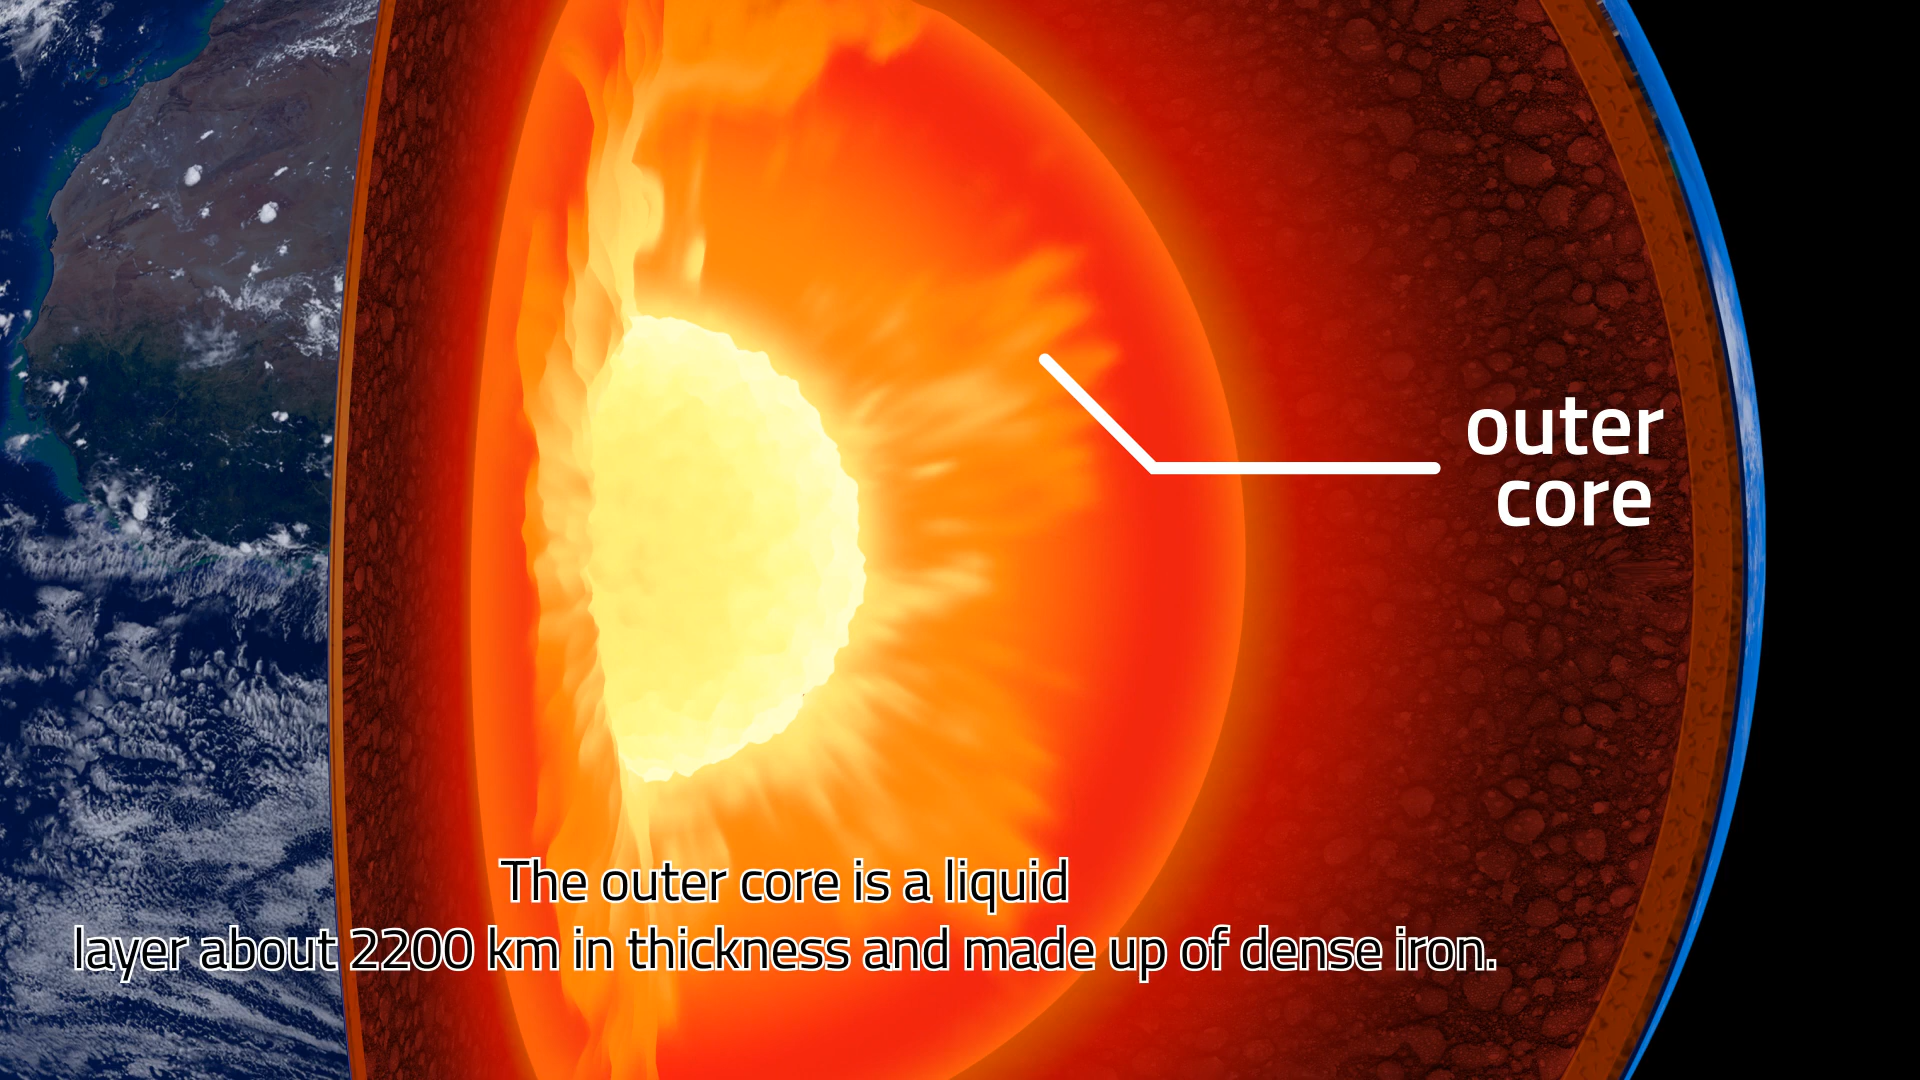 outer
core
The outer core is a liquid
layer about 2200 km in thickness and made up of dense iron.